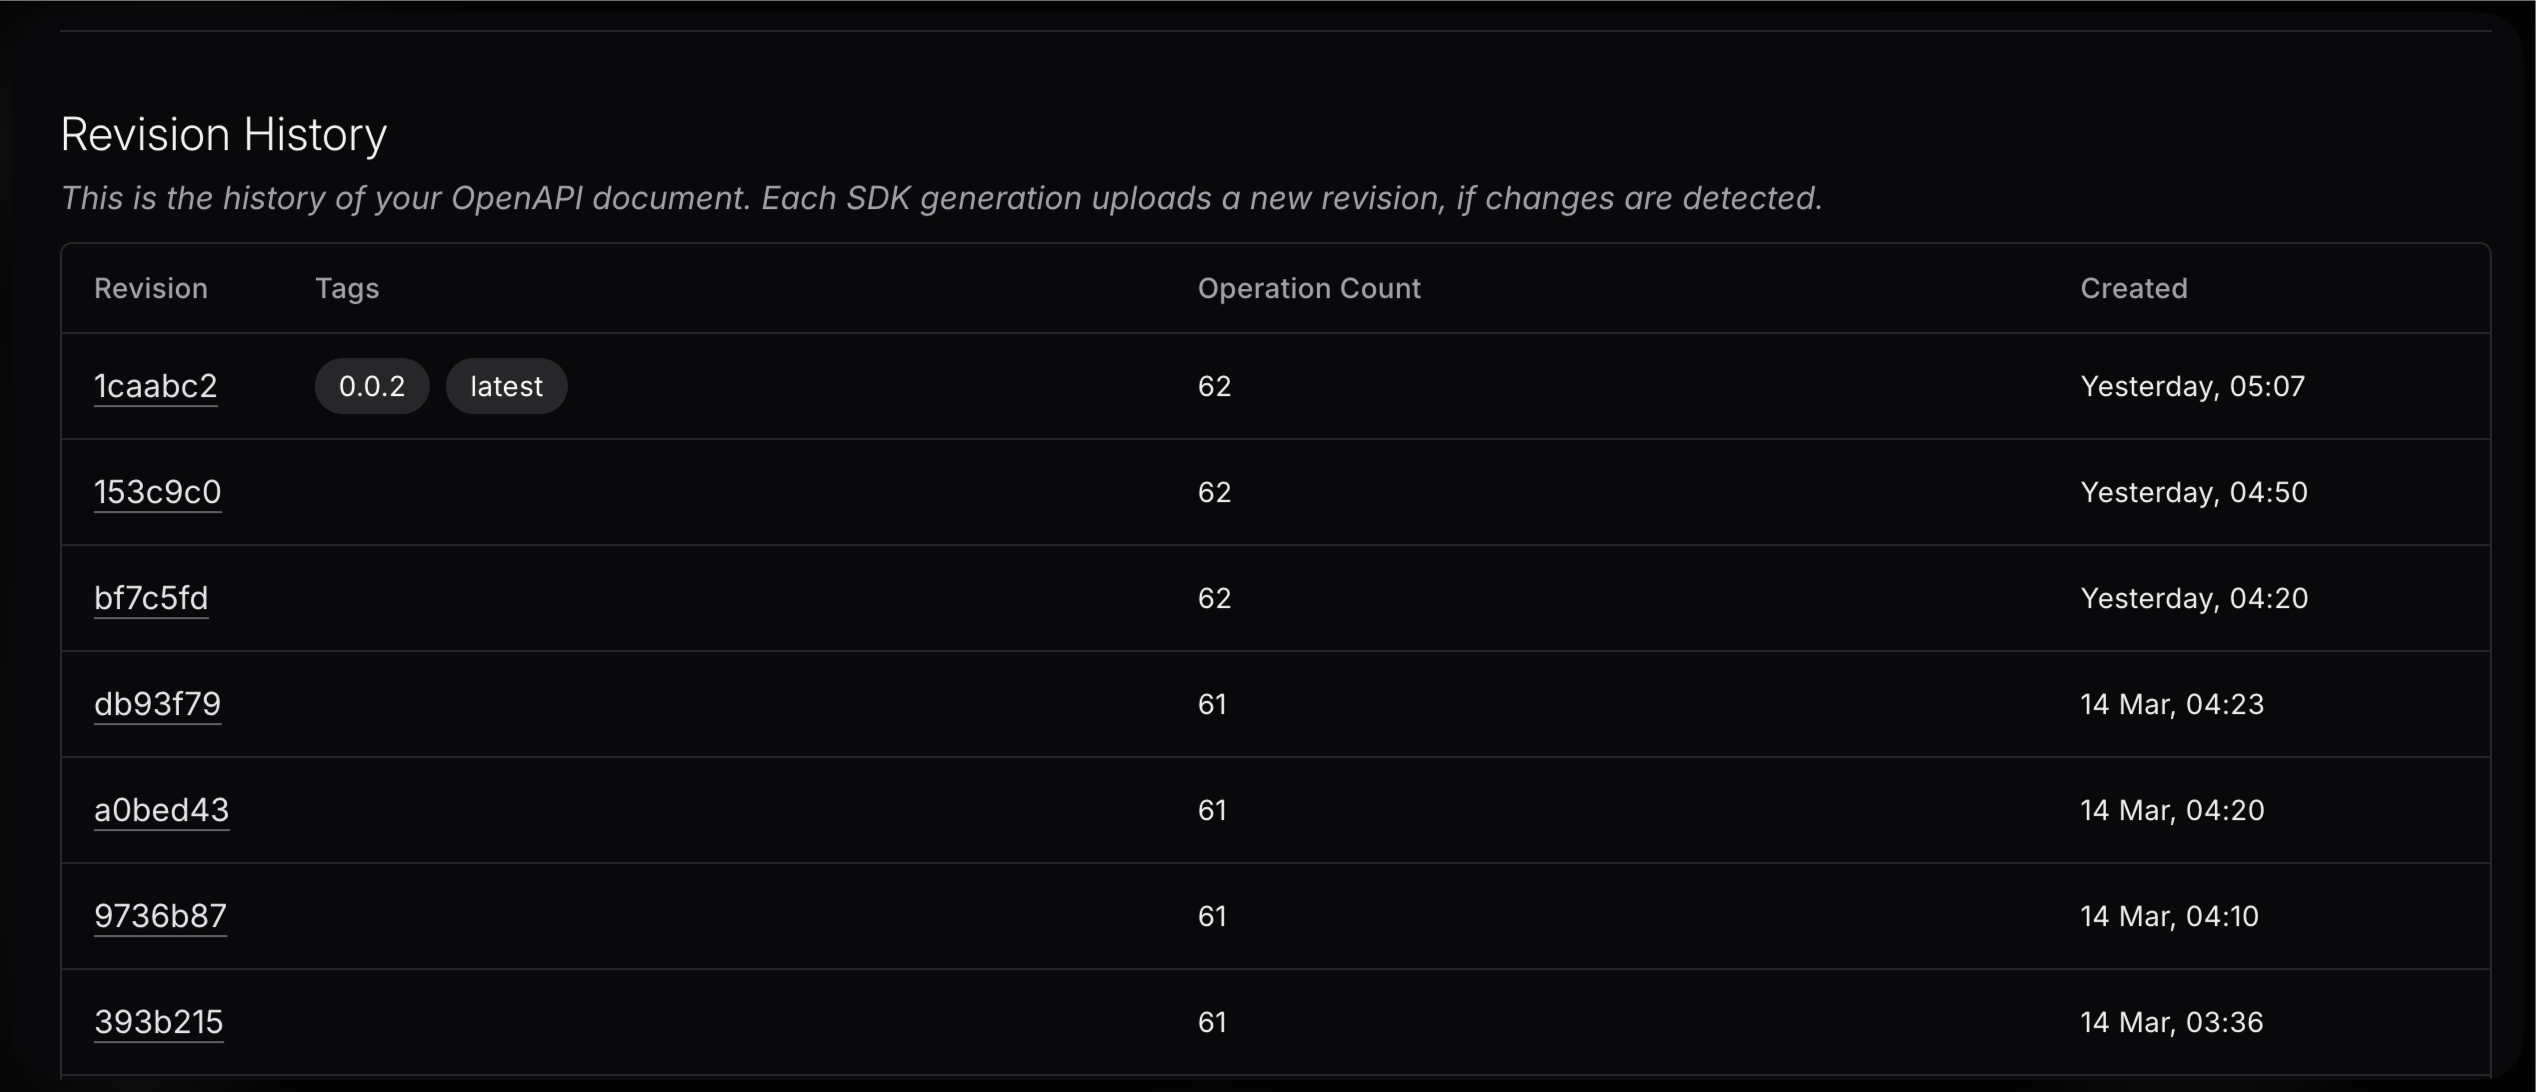 Revision History
This is the history of your OpenAPI document. Each SDK generation uploads a new revision, if changes are detected.
Revision Tags Operation Count Created
1caabc2 0.0.2 latest 62 Yesterday, 05:07
153c9c0 62 Yesterday, 04:50
bf7c5fd 62 Yesterday, 04:20
db93f79 61 14 Mar, 04:23
a0bed43 61 14 Mar, 04:20
9736b87 61 14 Mar, 04:10
393b215 61 14 Mar, 03:36